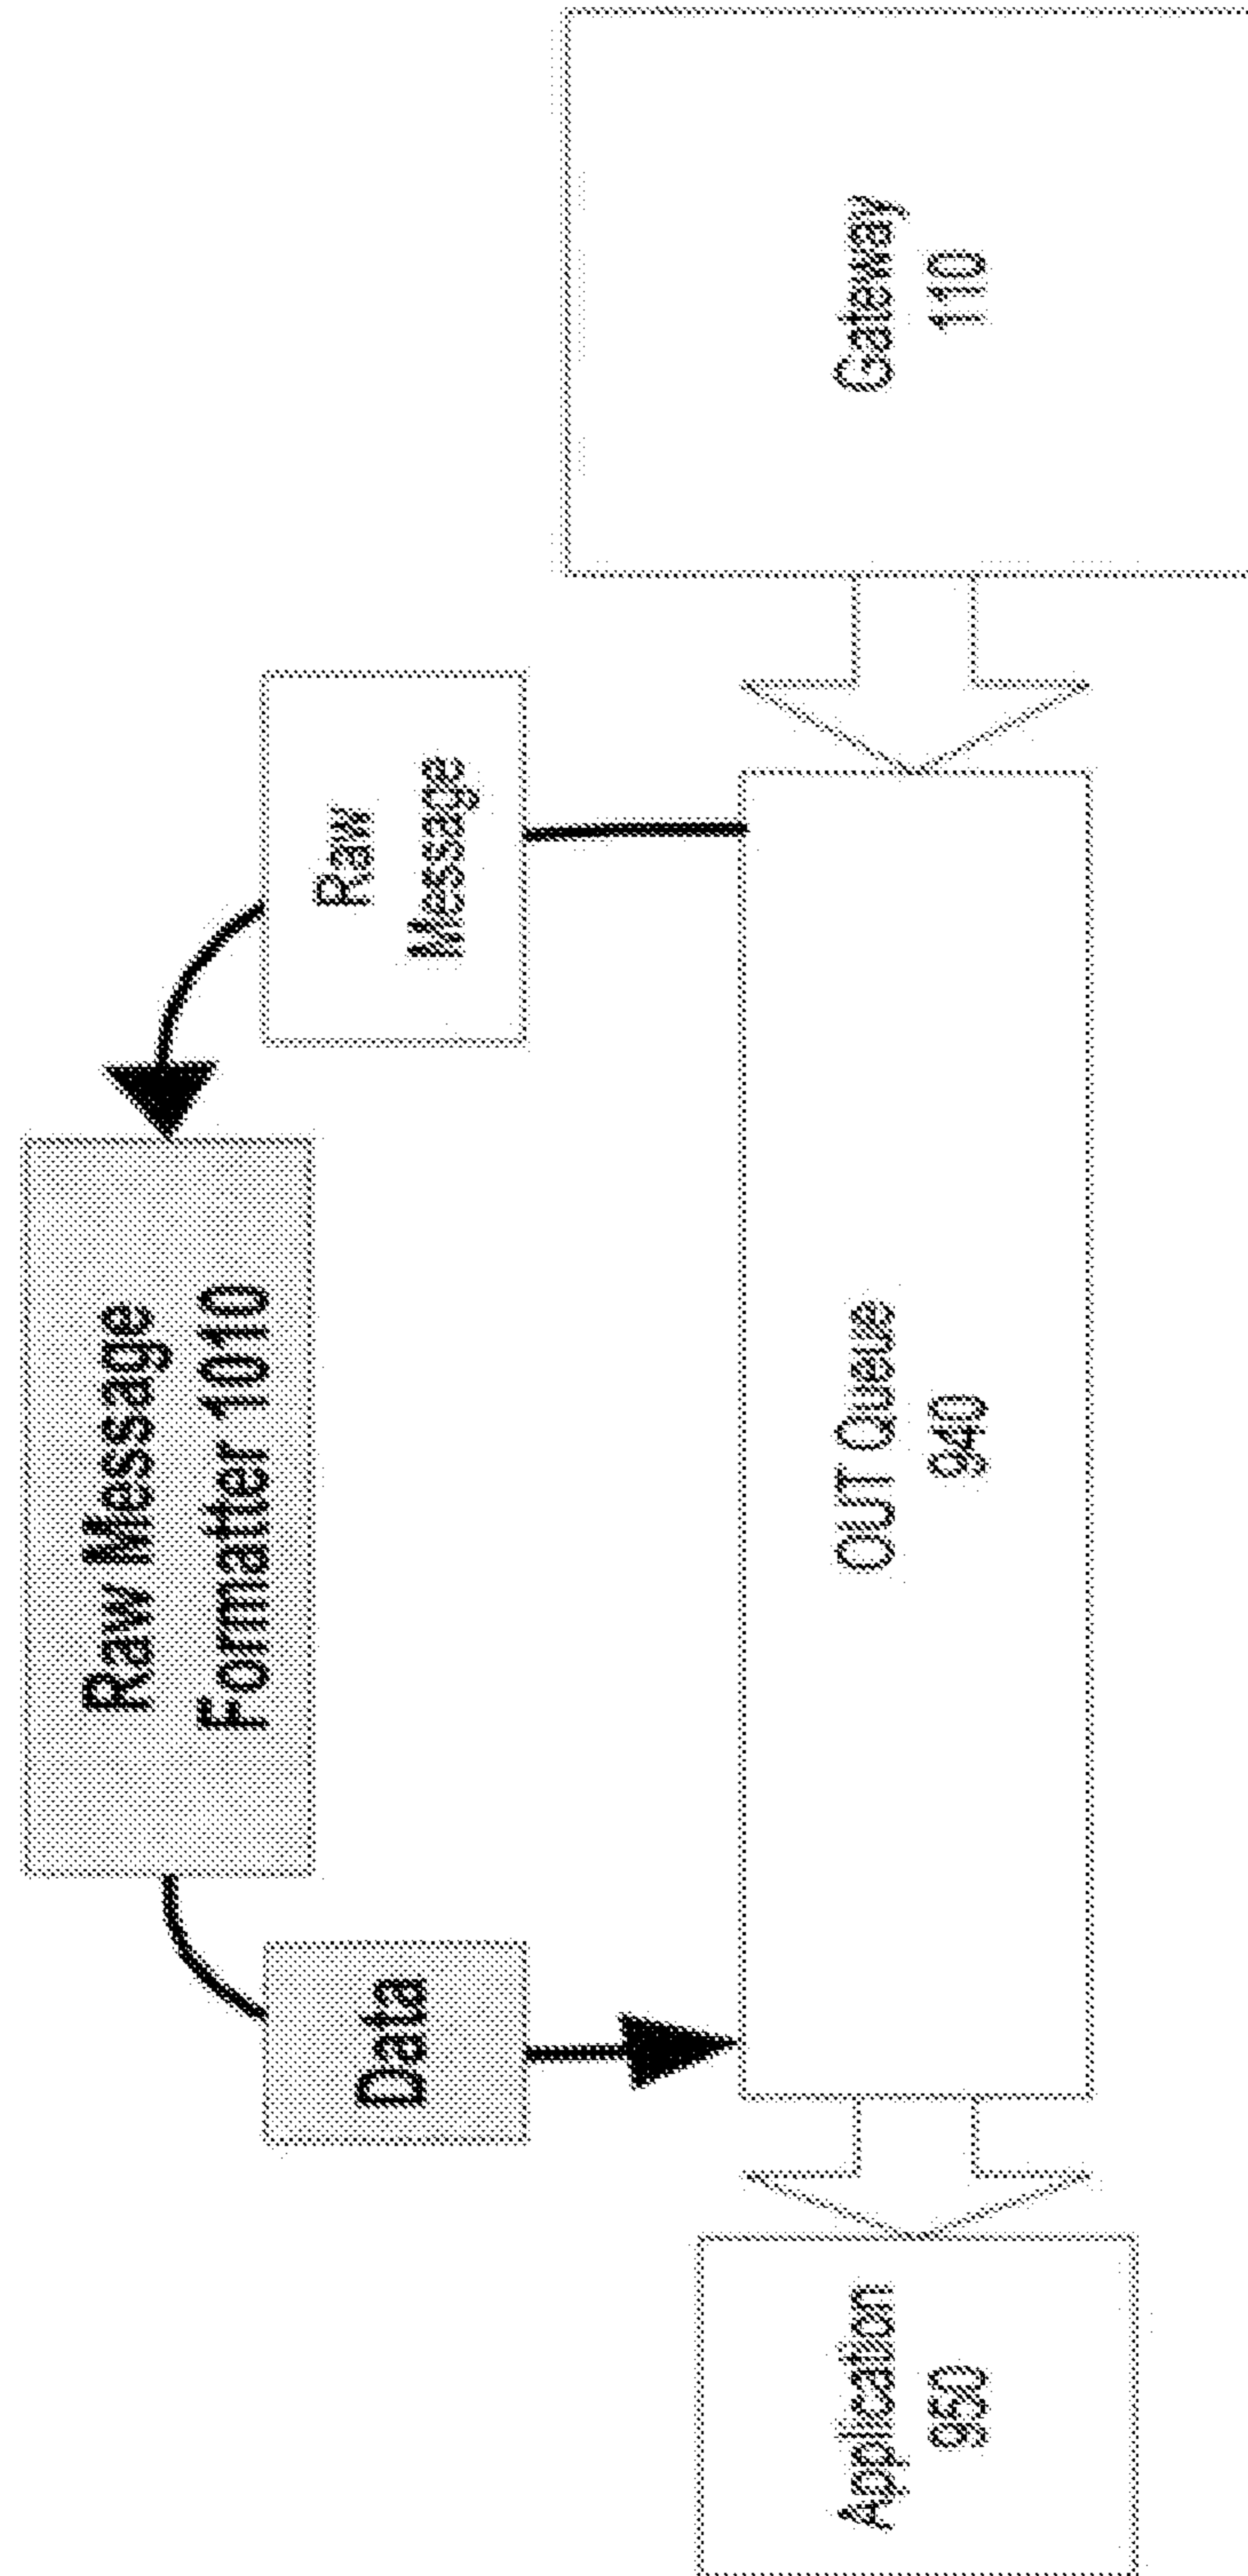 Raw Message
Formatter 1010
Data
Raw
Message
Application
950
OUT Queue
940
Gateway
110